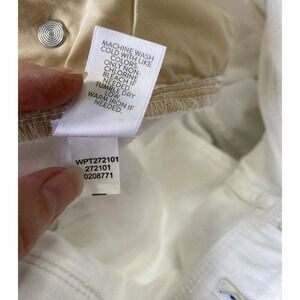 MACHINE WASH
COLD WITH LIKE
COLORS.
ONLY NON-
CHLORINE
BLEACH IF
NEEDED.
TUMBLE DRY
LOW.
WARM IRON IF
NEEDED.
WPT272101
272101
0208771